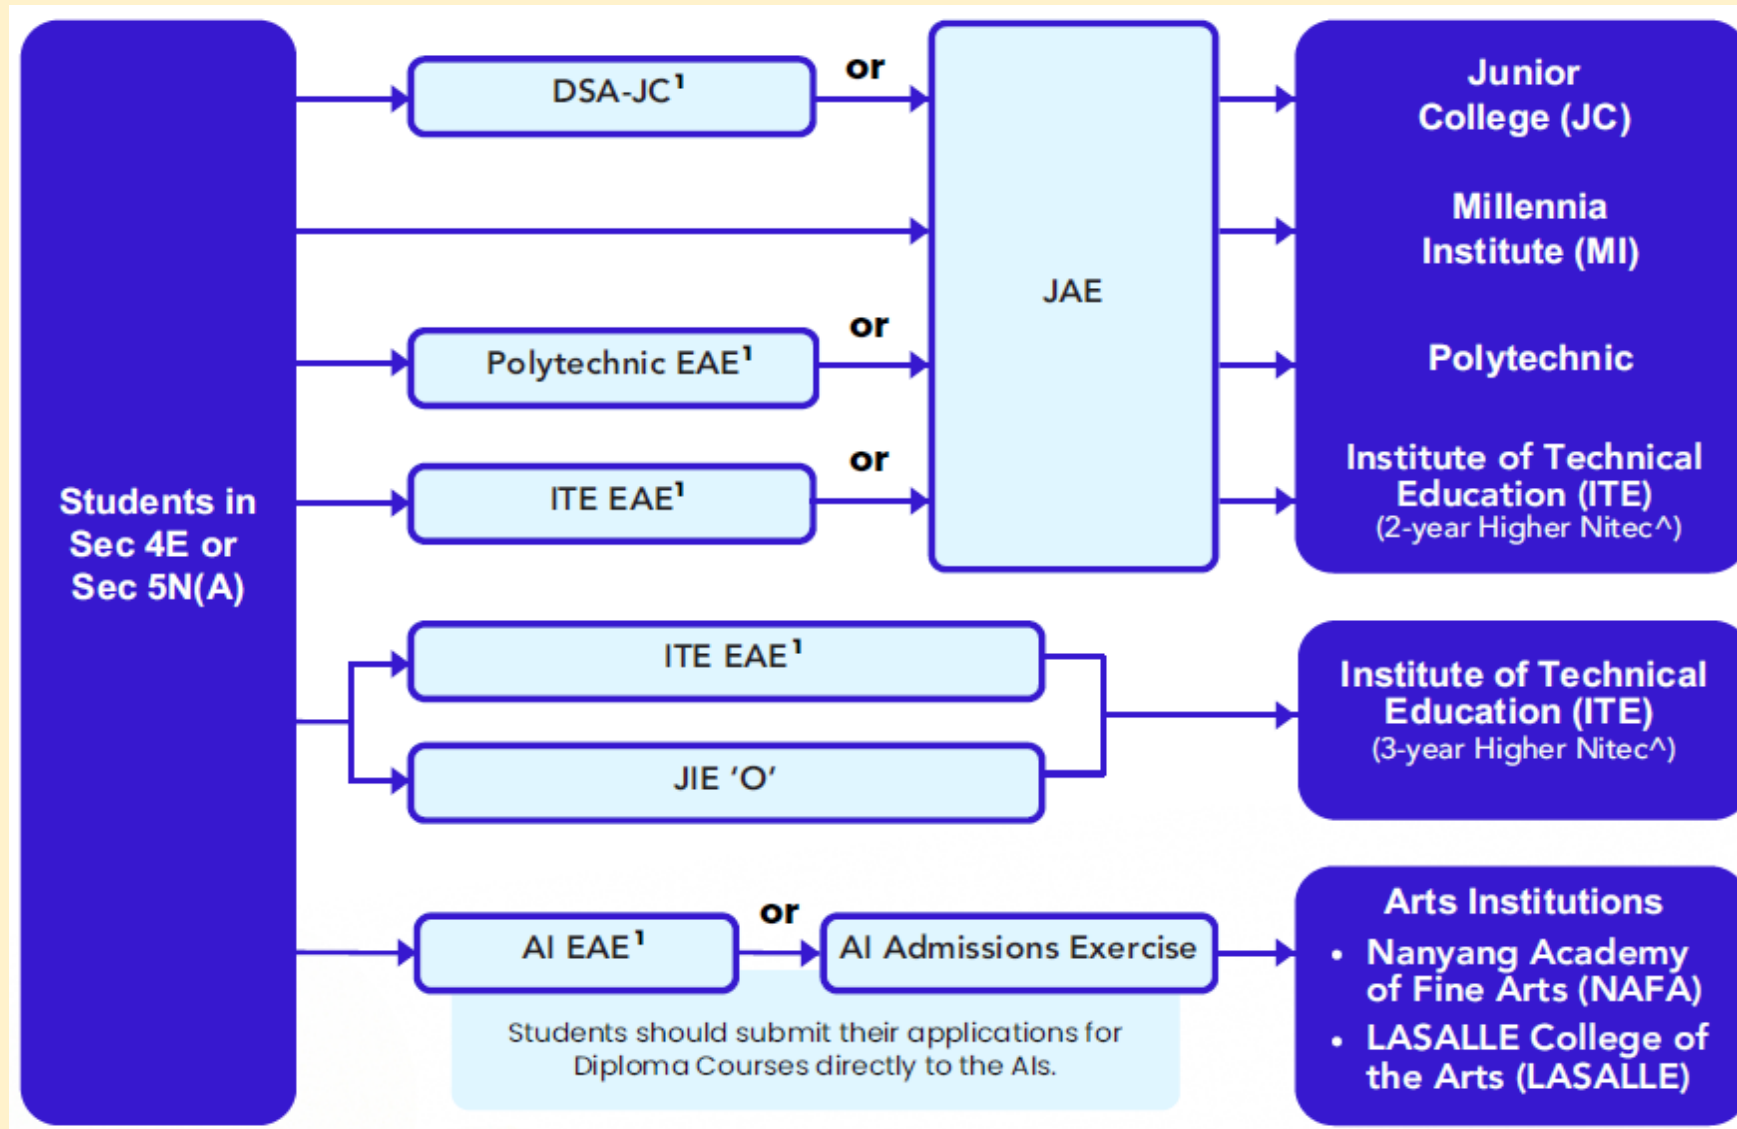 Students in
Sec 4E or
Sec 5N(A)
DSA-JC¹
or
JAE
Junior
College (JC)
Millennia
Institute (MI)
Polytechnic EAE¹
or
Polytechnic
ITE EAE¹
or
Institute of Technical
Education (ITE)
(2-year Higher Nitec^)
ITE EAE¹
JIE ‘O’
Institute of Technical
Education (ITE)
(3-year Higher Nitec^)
AI EAE¹
or
AI Admissions Exercise
Students should submit their applications for
Diploma Courses directly to the AIs.
Arts Institutions
• Nanyang Academy
of Fine Arts (NAFA)
• LASALLE College of
the Arts (LASALLE)